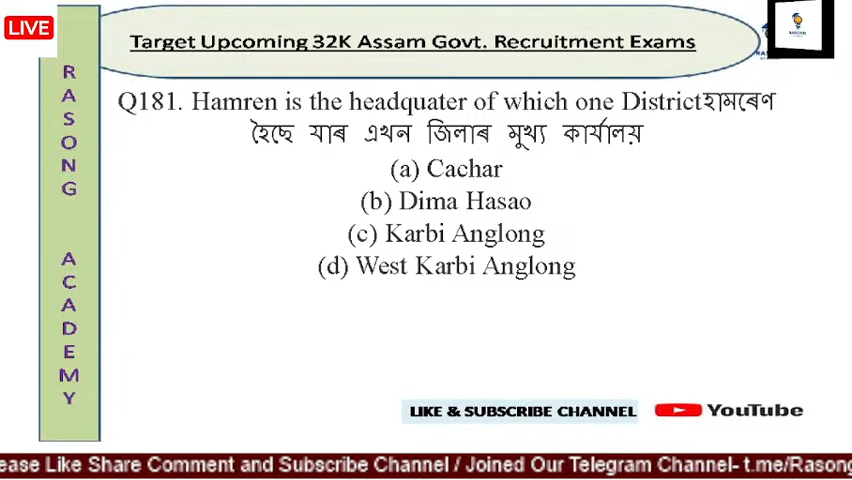 LIVE
Target Upcoming 32K Assam Govt. Recruitment Exams
RASONG
ACADEMY
Q181. Hamren is the headquater of which one Districtহামৰেণ
হৈছে যাৰ এখন জিলাৰ মুখ্য কাৰ্যালয়
(a) Cachar
(b) Dima Hasao
(c) Karbi Anglong
(d) West Karbi Anglong
LIKE & SUBSCRIBE CHANNEL
YouTube
ease Like Share Comment and Subscribe Channel / Joined Our Telegram Channel- t.me/Rasong